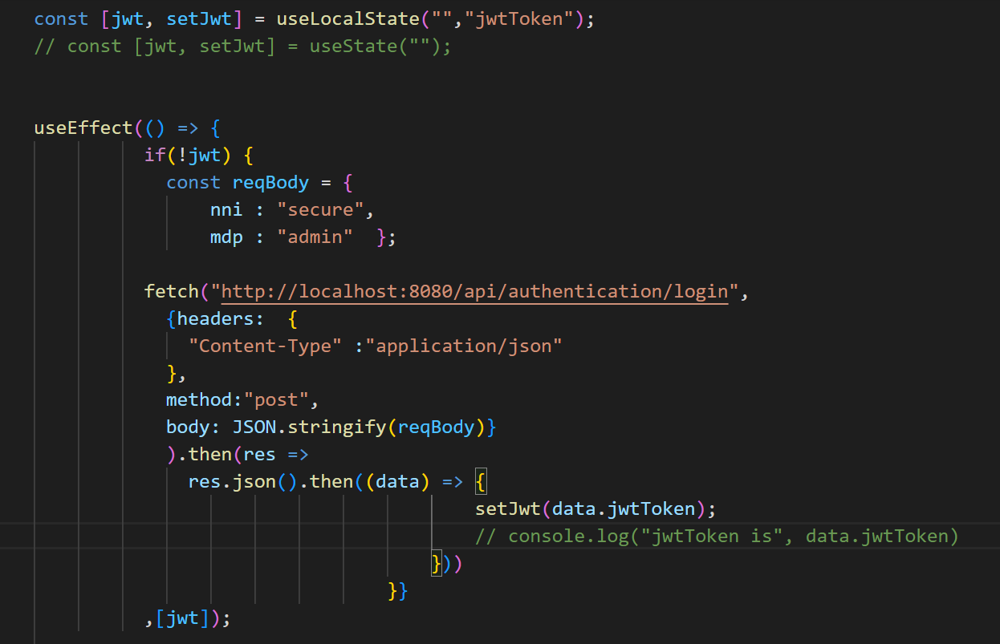 const [jwt, setJwt] = useLocalState("","jwtToken");
// const [jwt, setJwt] = useState("");
useEffect(() => {
if(!jwt) {
const reqBody = {
nni : "secure",
mdp : "admin"  };
fetch("http://localhost:8080/api/authentication/login",
{headers:  {
"Content-Type" :"application/json"
},
method:"post",
body: JSON.stringify(reqBody)}
).then(res =>
res.json().then((data) => {
setJwt(data.jwtToken);
// console.log("jwtToken is", data.jwtToken)
}))
}}
,[jwt]);